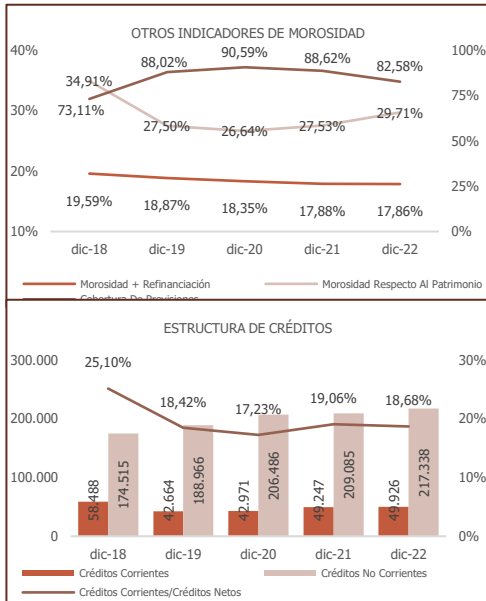 OTROS INDICADORES DE MOROSIDAD
40% 90,59% 100%
88,02% 88,62% 82,58%
34,91%
30% 75%
73,11% 29,71%
27,50% 26,64% 27,53% 50%
20%
25%
19,59% 18,87% 18,35% 17,88% 17,86%
10% 0%
dic-18 dic-19 dic-20 dic-21 dic-22
Morosidad + Refinanciación Morosidad Respecto Al Patrimonio
Cobertura De Previsiones
ESTRUCTURA DE CRÉDITOS
300.000 25,10% 30%
18,42% 17,23% 19,06% 18,68%
200.000 20%
100.000 10%
58.488 174.515 42.664 188.966 42.971 206.486 49.247 209.085 49.926 217.338
0 0%
dic-18 dic-19 dic-20 dic-21 dic-22
Créditos Corrientes Créditos No Corrientes
Créditos Corrientes/Créditos Netos